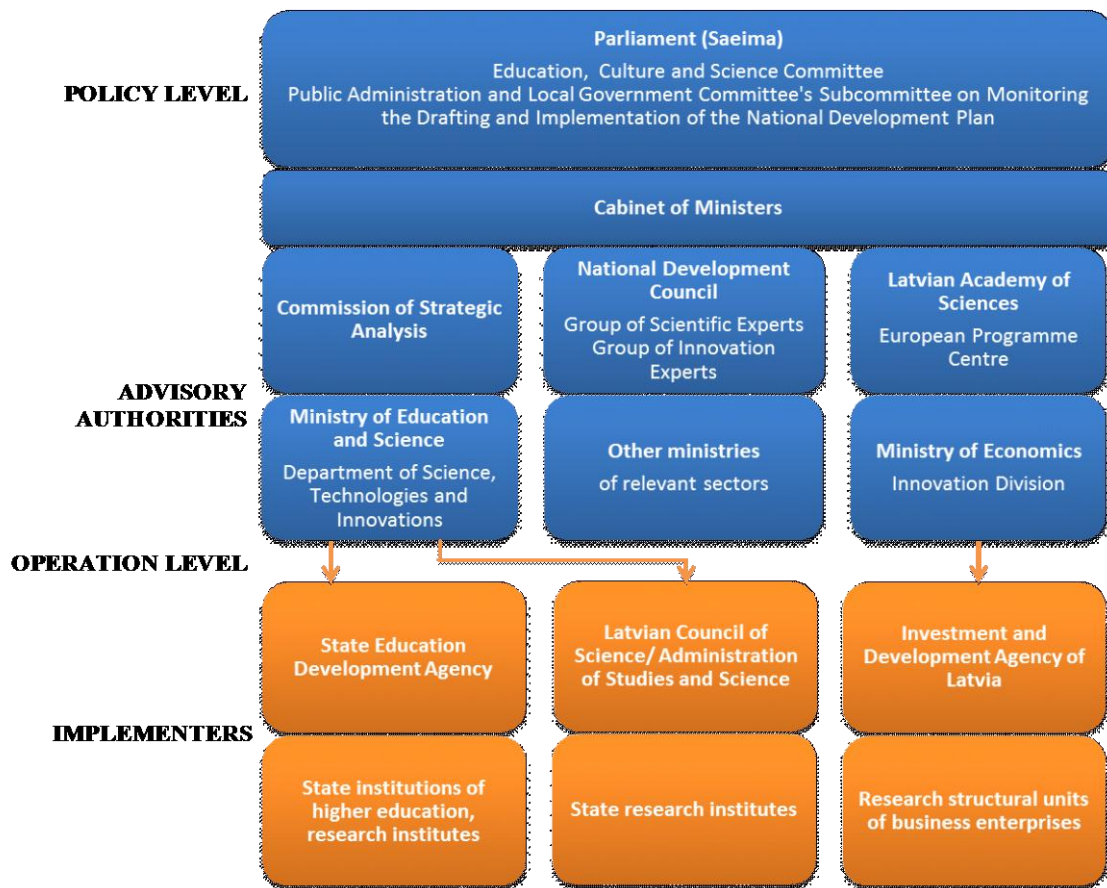 Parliament (Saeima)
Education, Culture and Science Committee
Public Administration and Local Government Committee's Subcommittee on Monitoring
the Drafting and Implementation of the National Development Plan
POLICY LEVEL
Cabinet of Ministers
Commission of Strategic
Analysis
National Development
Council
Group of Scientific Experts
Group of Innovation
Experts
Latvian Academy of
Sciences
European Programme
Centre
ADVISORY
AUTHORITIES
Ministry of Education
and Science
Department of Science,
Technologies and
Innovations
Other ministries
of relevant sectors
Ministry of Economics
Innovation Division
OPERATION LEVEL
State Education
Development Agency
Latvian Council of
Science/ Administration
of Studies and Science
Investment and
Development Agency of
Latvia
IMPLEMENTERS
State institutions of
higher education,
research institutes
State research institutes
Research structural units
of business enterprises